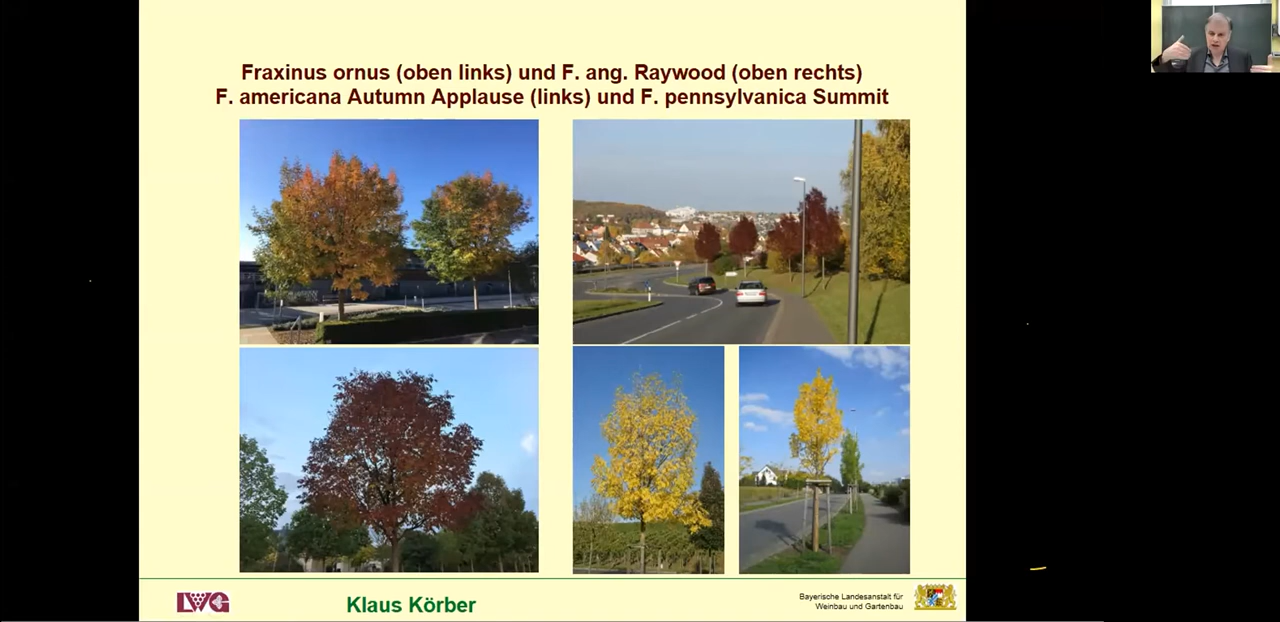 Fraxinus ornus (oben links) und F. ang. Raywood (oben rechts)
F. americana Autumn Applause (links) und F. pennsylvanica Summit
LWG
Klaus Körber
Bayerische Landesanstalt für
Weinbau und Gartenbau